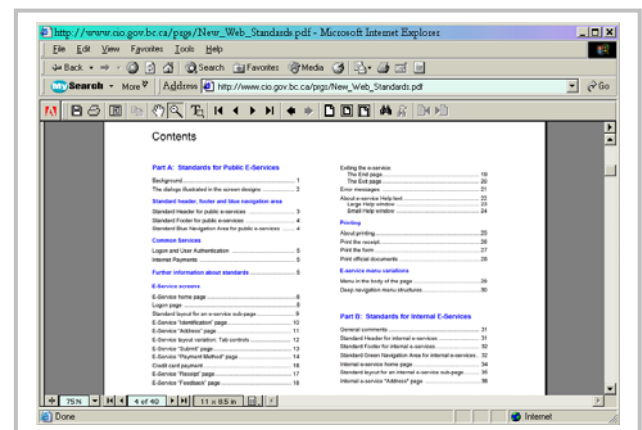 http://www.cio.gov.bc.ca/prgs/New_Web_Standards.pdf - Microsoft Internet Explorer
File Edit View Favorites Tools Help
Back Search Favorites Media
Search More Address http://www.cio.gov.bc.ca/prgs/New_Web_Standards.pdf Go
Contents
Part A: Standards for Public E-Services
Background 1
The dialogs illustrated in the screen designs 2
Standard header, footer and blue navigation area
Standard Header for public e-services 3
Standard Footer for public e-services 4
Standard Blue Navigation Area for public e-services 4
Common Services
Logon and User Authentication 5
Internet Payments 5
Further information about standards 5
E-Service screens
E-Service home page 8
Logon page 8
Standard layout for an e-service sub-page 9
E-Service "Identification" page 10
E-Service "Address" page 11
E-Service layout variation: Tab controls 12
E-Service "Submit" page 13
E-Service "Payment Method" page 14
Credit card payment 16
E-Service "Receipt" page 17
E-Service "Feedback" page 18
Exiting the e-service
The End page 19
The Exit page 20
Error messages 21
About e-service Help text 22
Large Help window 23
Small Help window 24
Printing
About printing 25
Print the receipt 26
Print the form 27
Print official documents 28
E-service menu variations
Menu in the body of the page 29
Deep navigation menu structures 30
Part B: Standards for Internal E-Services
General comments 31
Standard Header for internal e-services 31
Standard Footer for internal e-services 32
Standard Green Navigation Area for internal e-services 32
Internal e-service home page 34
Standard layout for an internal e-service sub-page 35
Internal e-service "Address" page 36
75% 4 of 40 11 x 8.5 in
Done Internet